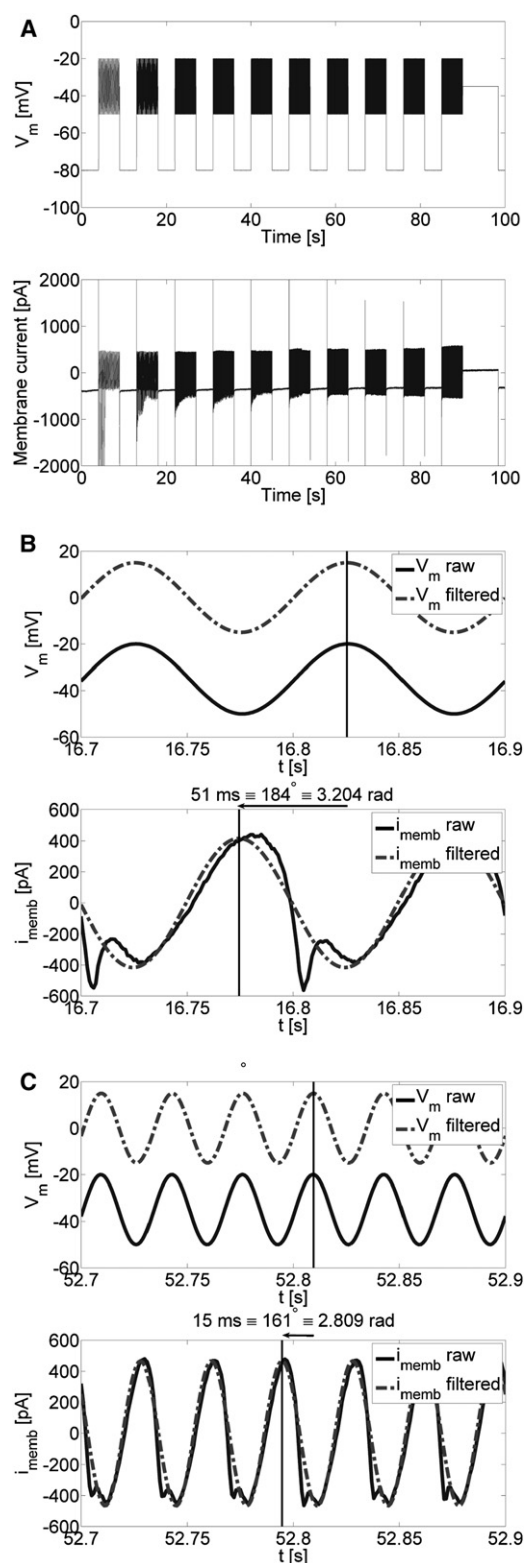 A
0
-20
-40
-60
-80
-100
V_m [mV]
0 20 40 60 80 100
Time [s]
2000
1000
0
-1000
-2000
Membrane current [pA]
0 20 40 60 80 100
Time [s]
B
20
0
-20
-40
-60
V_m [mV]
V_m raw
V_m filtered
16.7 16.75 16.8 16.85 16.9
t [s]
51 ms ≡ 184° ≡ 3.204 rad
600
400
200
0
-200
-400
-600
i_memb [pA]
i_memb raw
i_memb filtered
16.7 16.75 16.8 16.85 16.9
t [s]
°
C
20
0
-20
-40
-60
V_m [mV]
V_m raw
V_m filtered
52.7 52.75 52.8 52.85 52.9
t [s]
15 ms ≡ 161° ≡ 2.809 rad
600
400
200
0
-200
-400
-600
i_memb [pA]
i_memb raw
i_memb filtered
52.7 52.75 52.8 52.85 52.9
t [s]